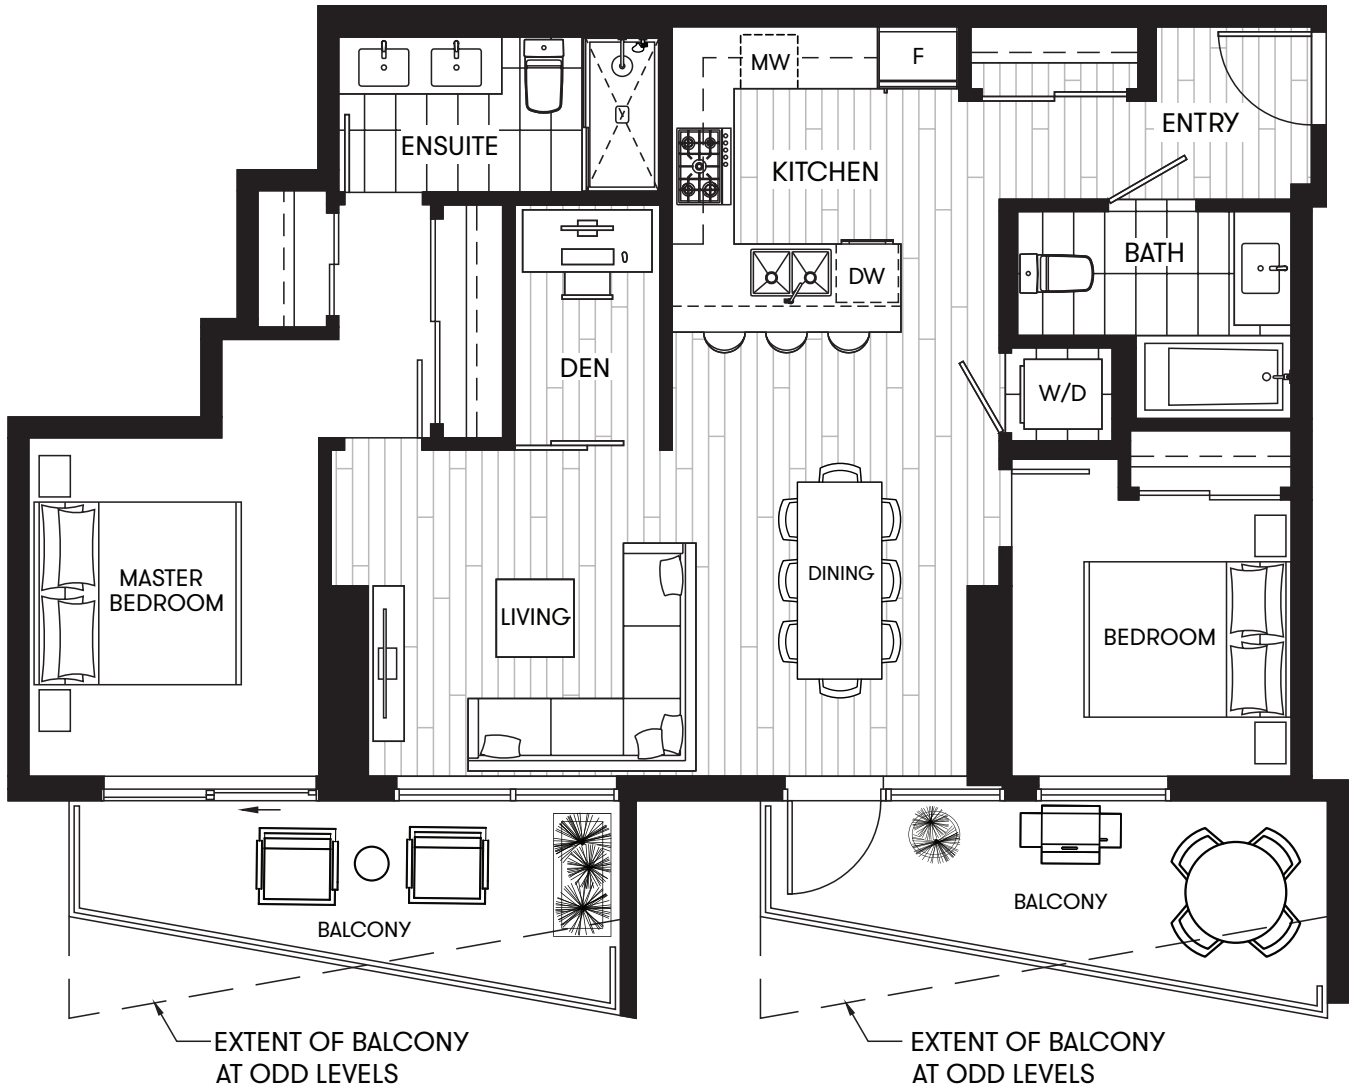 MW
F
ENTRY
ENSUITE
KITCHEN
BATH
DW
DEN
W/D
DINING
MASTER
BEDROOM
LIVING
BEDROOM
BALCONY
BALCONY
EXTENT OF BALCONY
AT ODD LEVELS
EXTENT OF BALCONY
AT ODD LEVELS